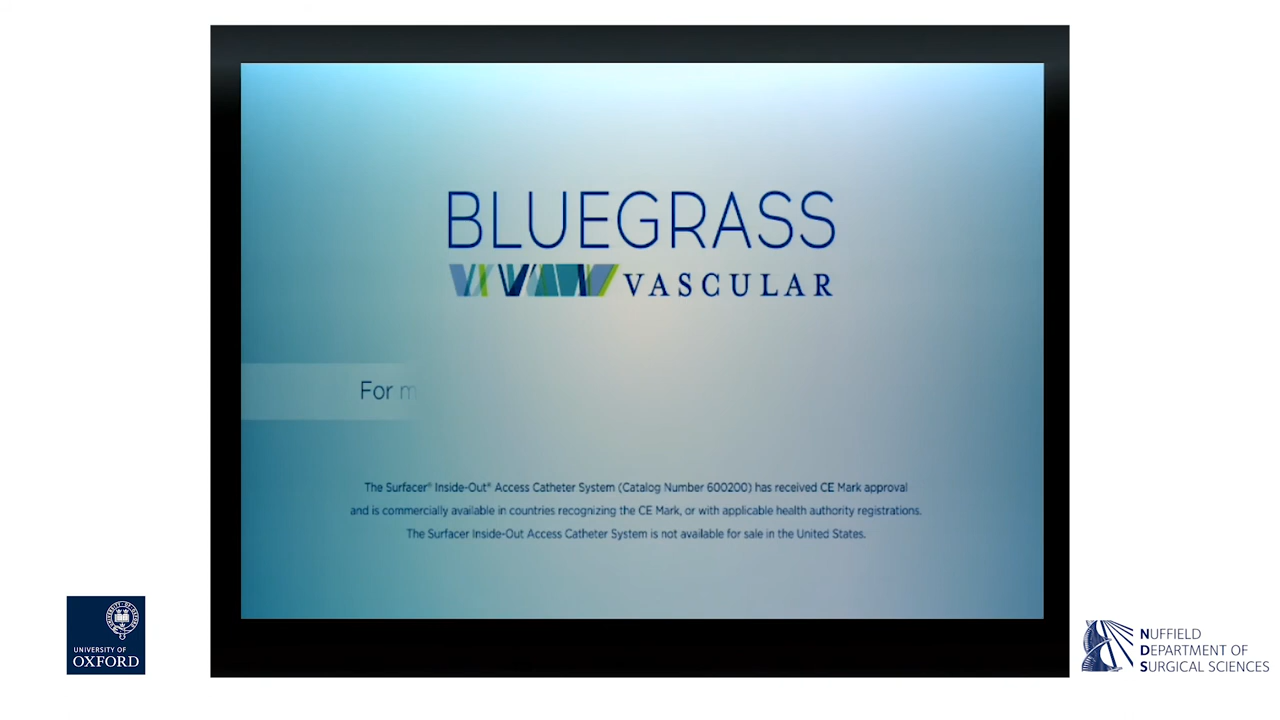 BLUEGRASS
VASCULAR
For m
The Surfacer® Inside-Out® Access Catheter System (Catalog Number 600200) has received CE Mark approval
and is commercially available in countries recognizing the CE Mark, or with applicable health authority registrations.
The Surfacer Inside-Out Access Catheter System is not available for sale in the United States.
UNIVERSITY OF
OXFORD
NUFFIELD
DEPARTMENT OF
SURGICAL SCIENCES